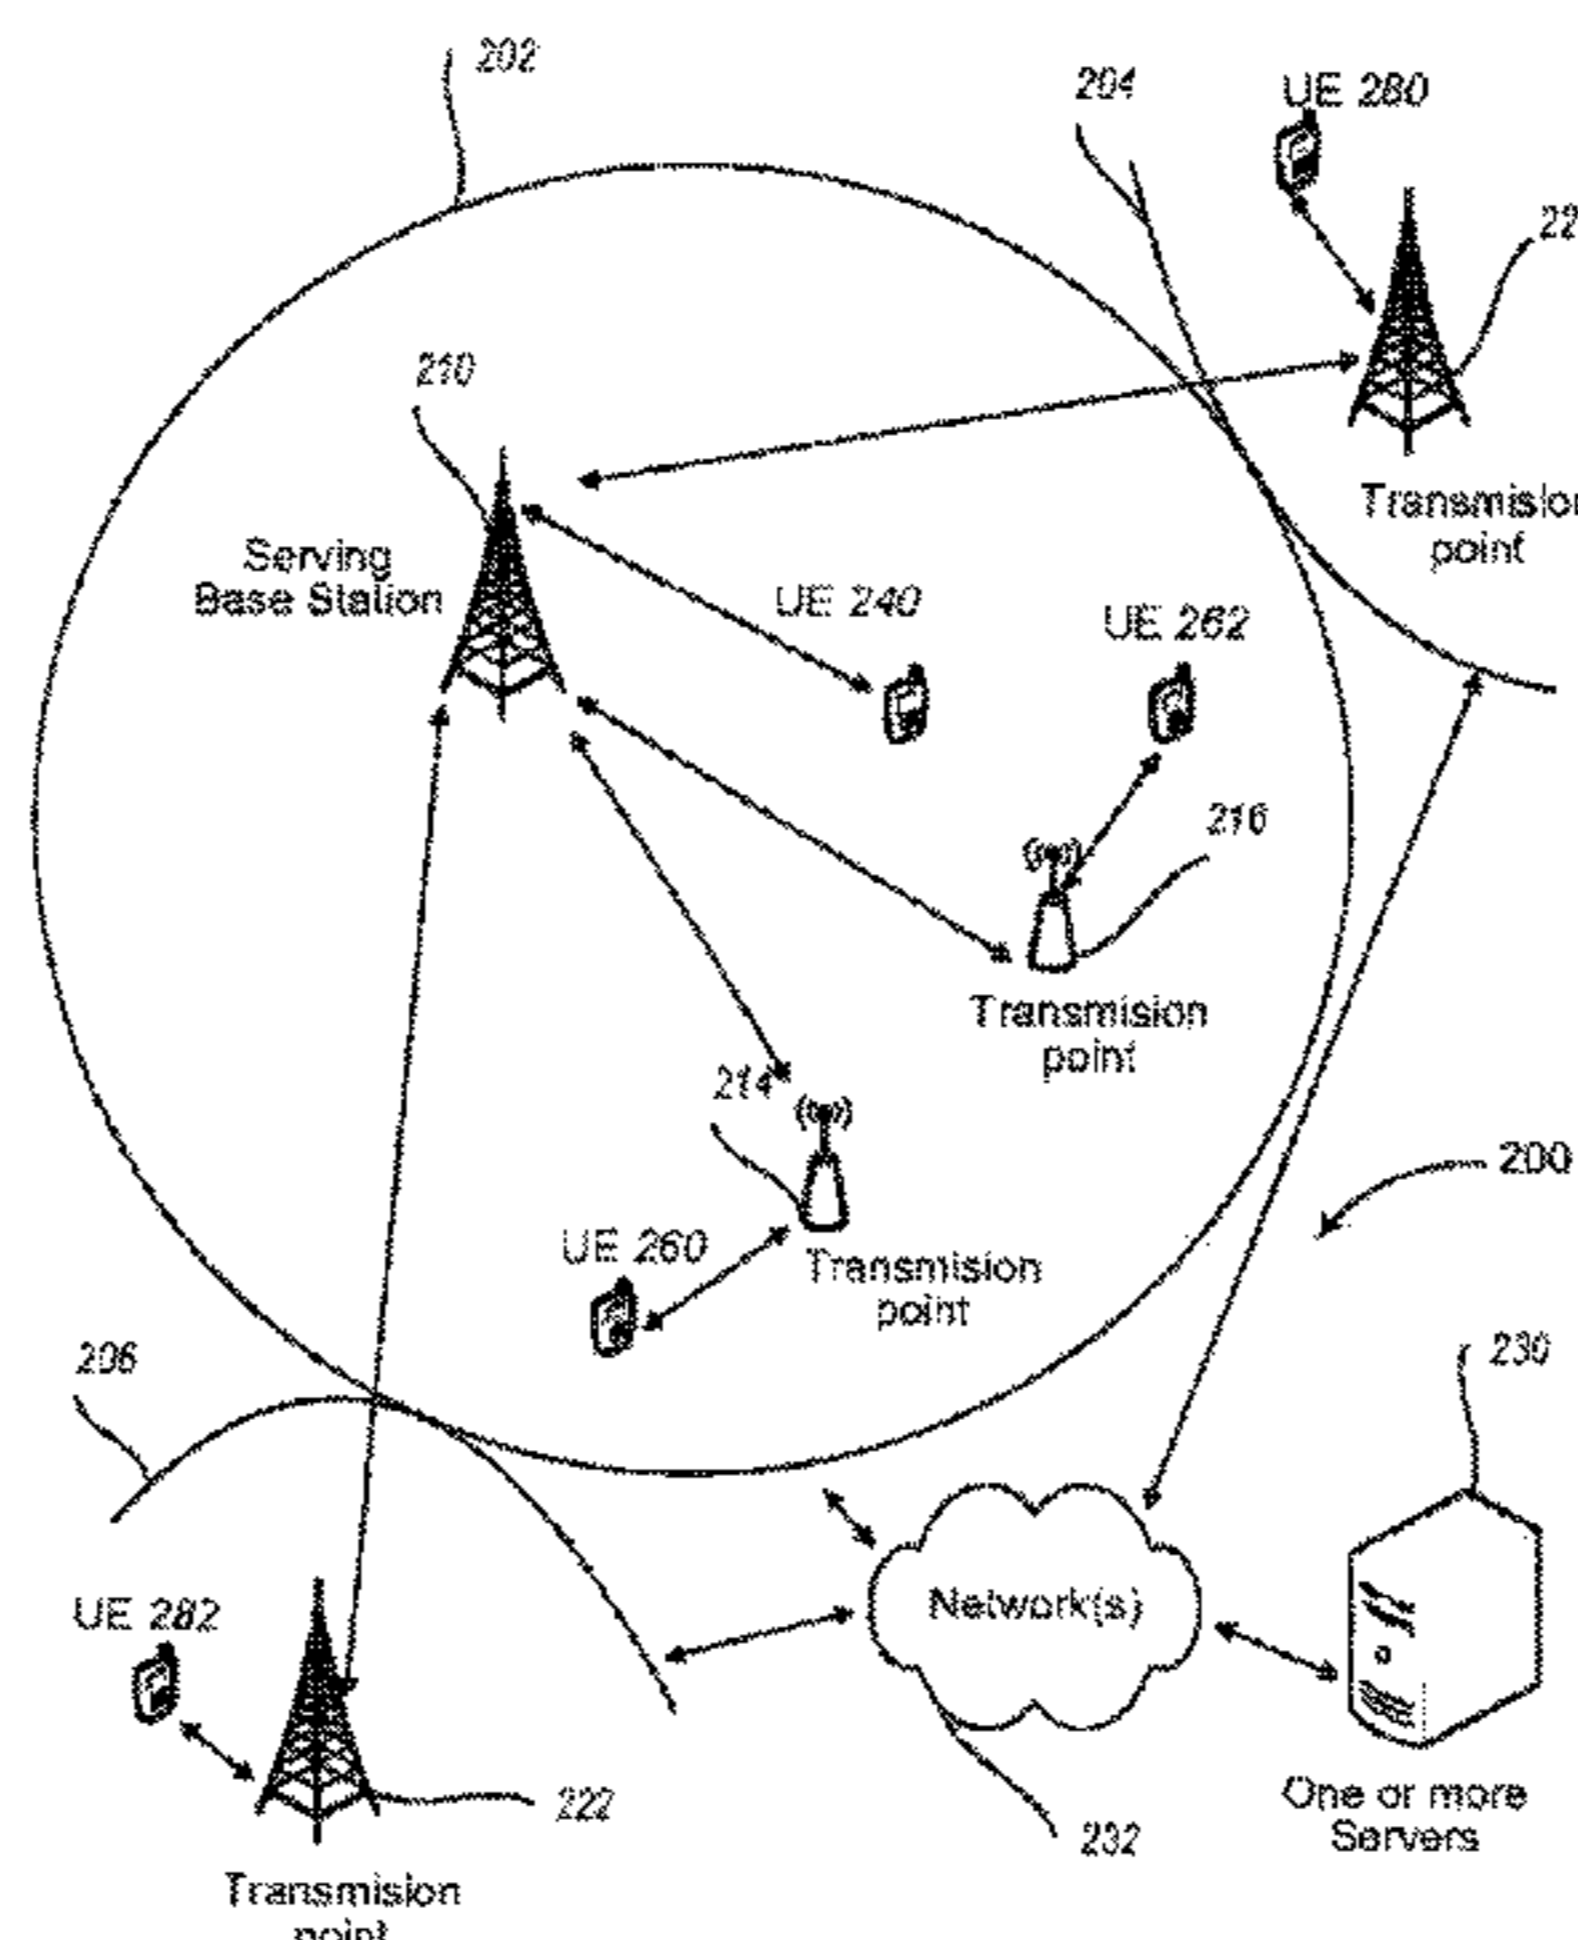 202
204
UE 280
22
210
Transmision
point
Serving
Base Station
UE 240
UE 262
216
Transmision
point
214
200
UE 260
Transmision
point
206
230
Network(s)
UE 282
222
232
One or more
Servers
Transmision
point